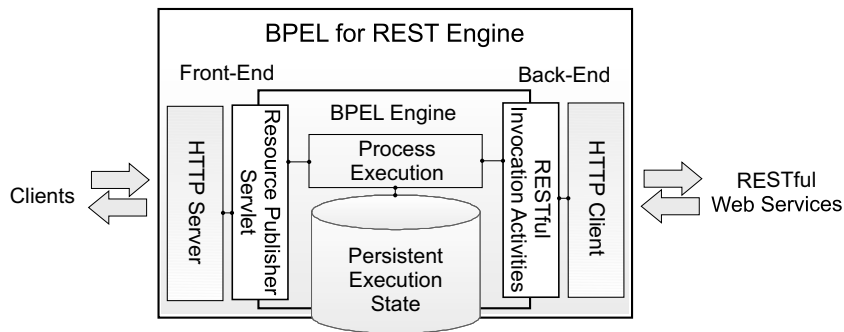 BPEL for REST Engine
Front-End
Back-End
BPEL Engine
Clients
HTTP Server
Resource Publisher
Servlet
Process
Execution
Persistent
Execution
State
RESTful
Invocation Activities
HTTP Client
RESTful
Web Services